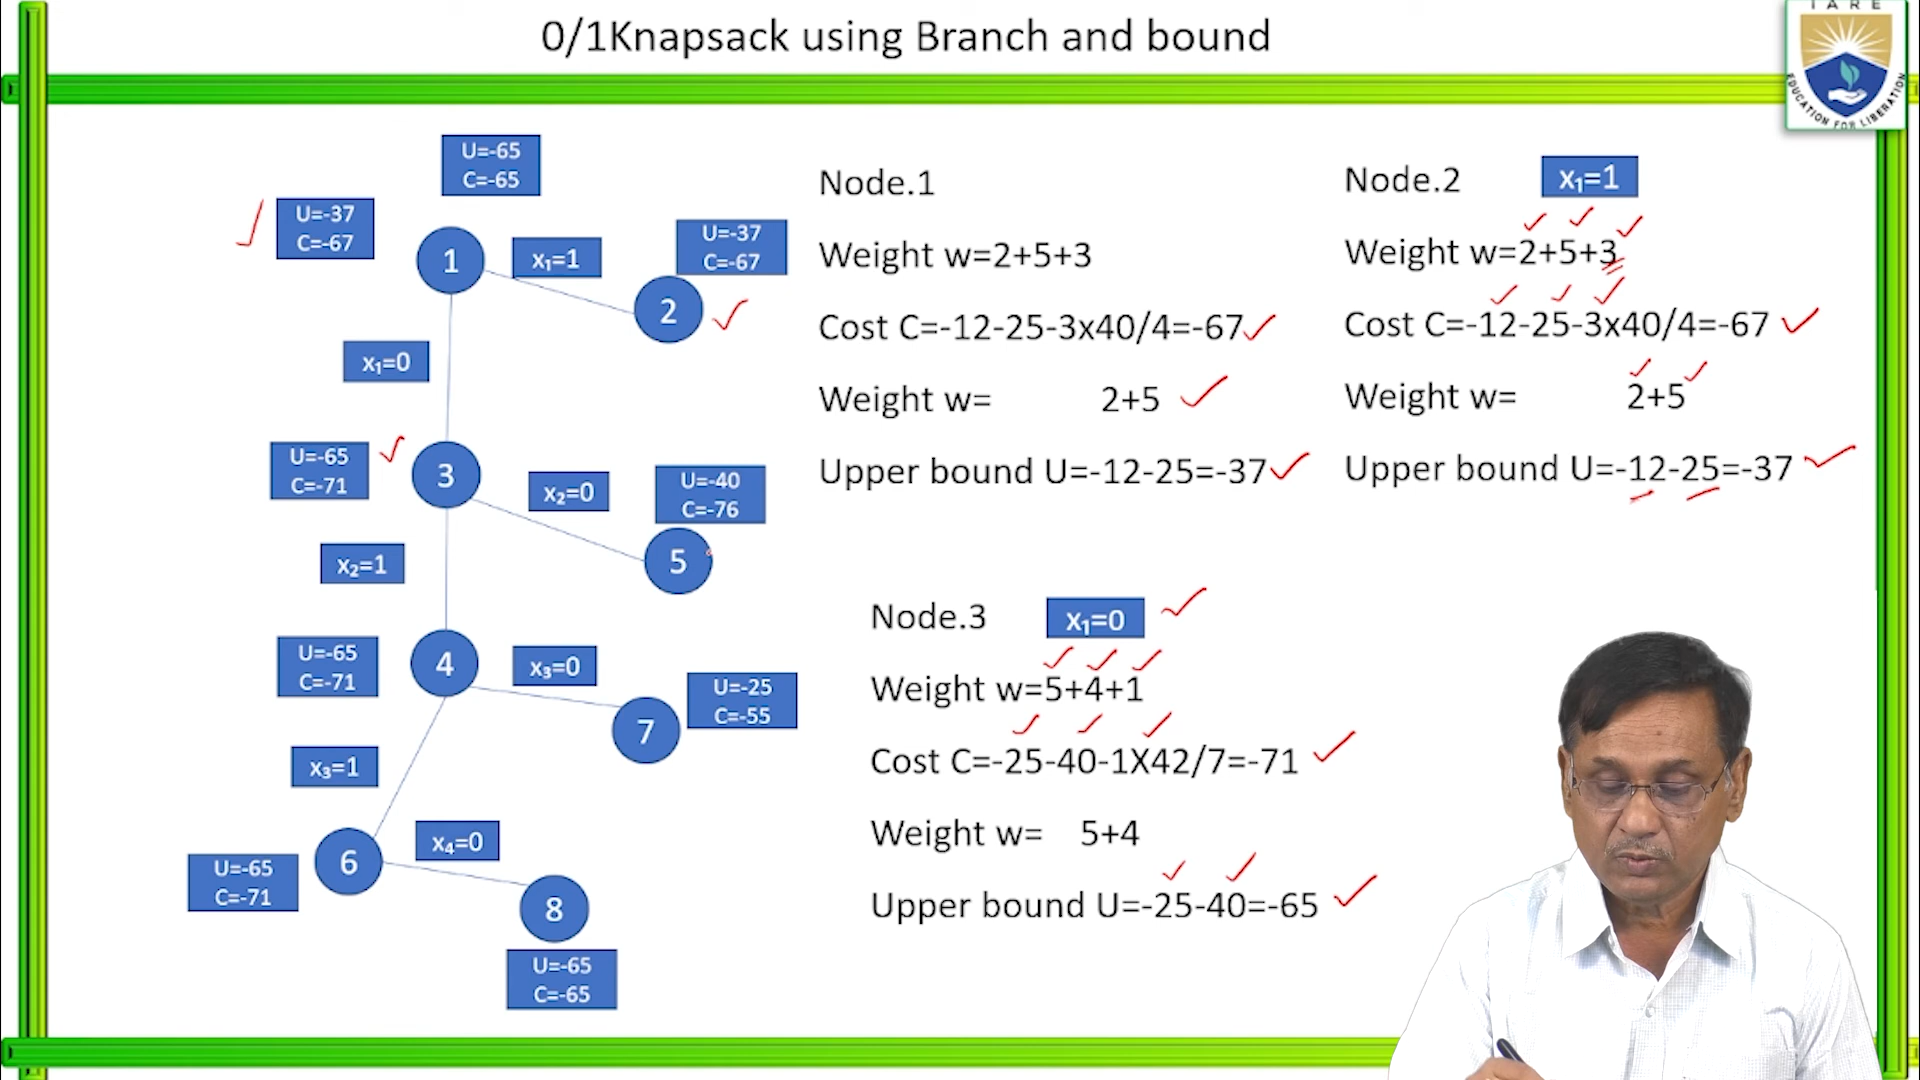 0/1Knapsack using Branch and bound
IARE
EDUCATION FOR LIBERATION
U=-65
C=-65
U=-37
C=-67
1
x₁=1
U=-37
C=-67
2
x₁=0
U=-65
C=-71
3
x₂=0
U=-40
C=-76
5
x₂=1
U=-65
C=-71
4
x₃=0
U=-25
C=-55
7
x₃=1
U=-65
C=-71
6
x₄=0
8
U=-65
C=-65
Node.1
Weight w=2+5+3
Cost C=-12-25-3x40/4=-67
Weight w= 2+5
Upper bound U=-12-25=-37
Node.2 x₁=1
Weight w=2+5+3
Cost C=-12-25-3x40/4=-67
Weight w= 2+5
Upper bound U=-12-25=-37
Node.3 x₁=0
Weight w=5+4+1
Cost C=-25-40-1X42/7=-71
Weight w= 5+4
Upper bound U=-25-40=-65